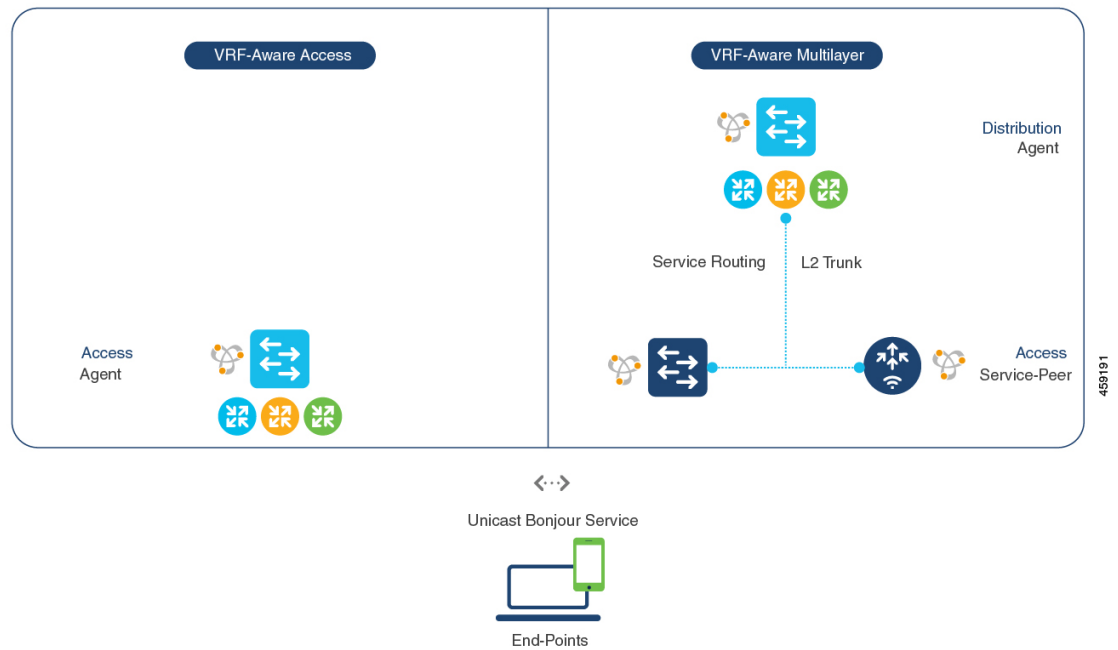 VRF-Aware Access
VRF-Aware Multilayer
Distribution
Agent
Service Routing
L2 Trunk
Access
Agent
Access
Service-Peer
459191
Unicast Bonjour Service
End-Points